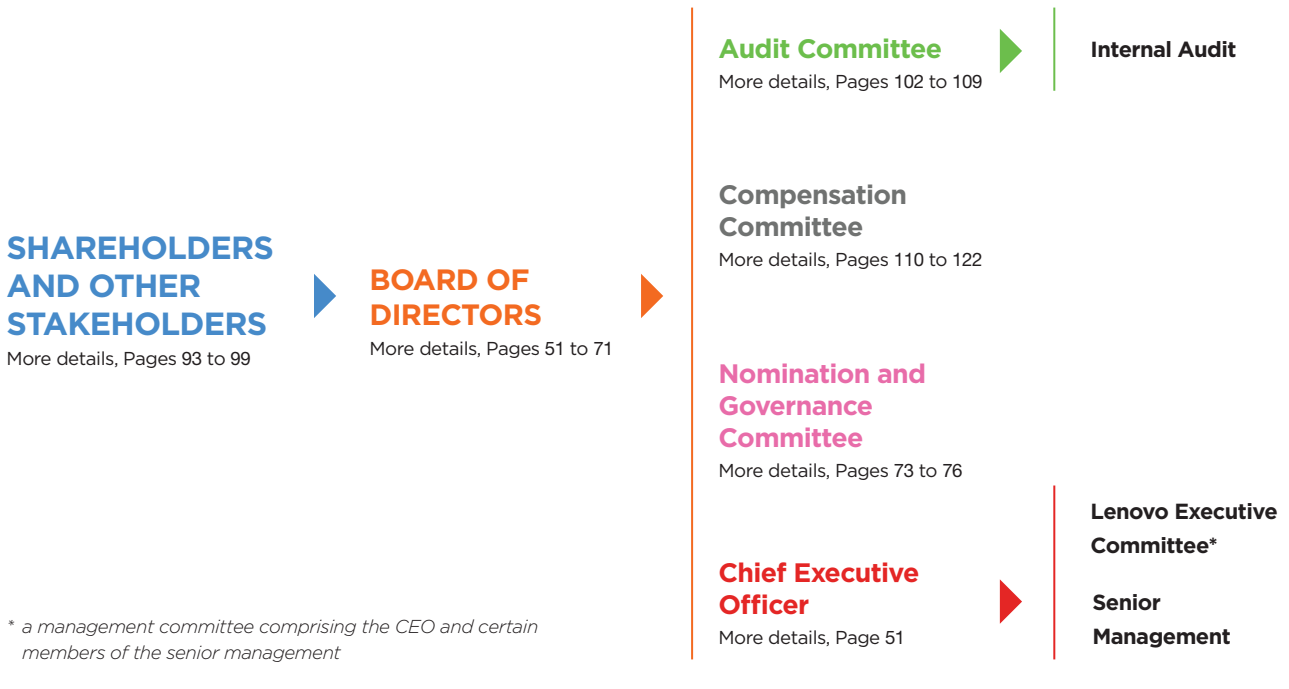 SHAREHOLDERS
AND OTHER
STAKEHOLDERS
More details, Pages 93 to 99
BOARD OF
DIRECTORS
More details, Pages 51 to 71
Audit Committee
More details, Pages 102 to 109
Internal Audit
Compensation
Committee
More details, Pages 110 to 122
Nomination and
Governance
Committee
More details, Pages 73 to 76
Chief Executive
Officer
More details, Page 51
Lenovo Executive
Committee*
Senior
Management
* a management committee comprising the CEO and certain
members of the senior management